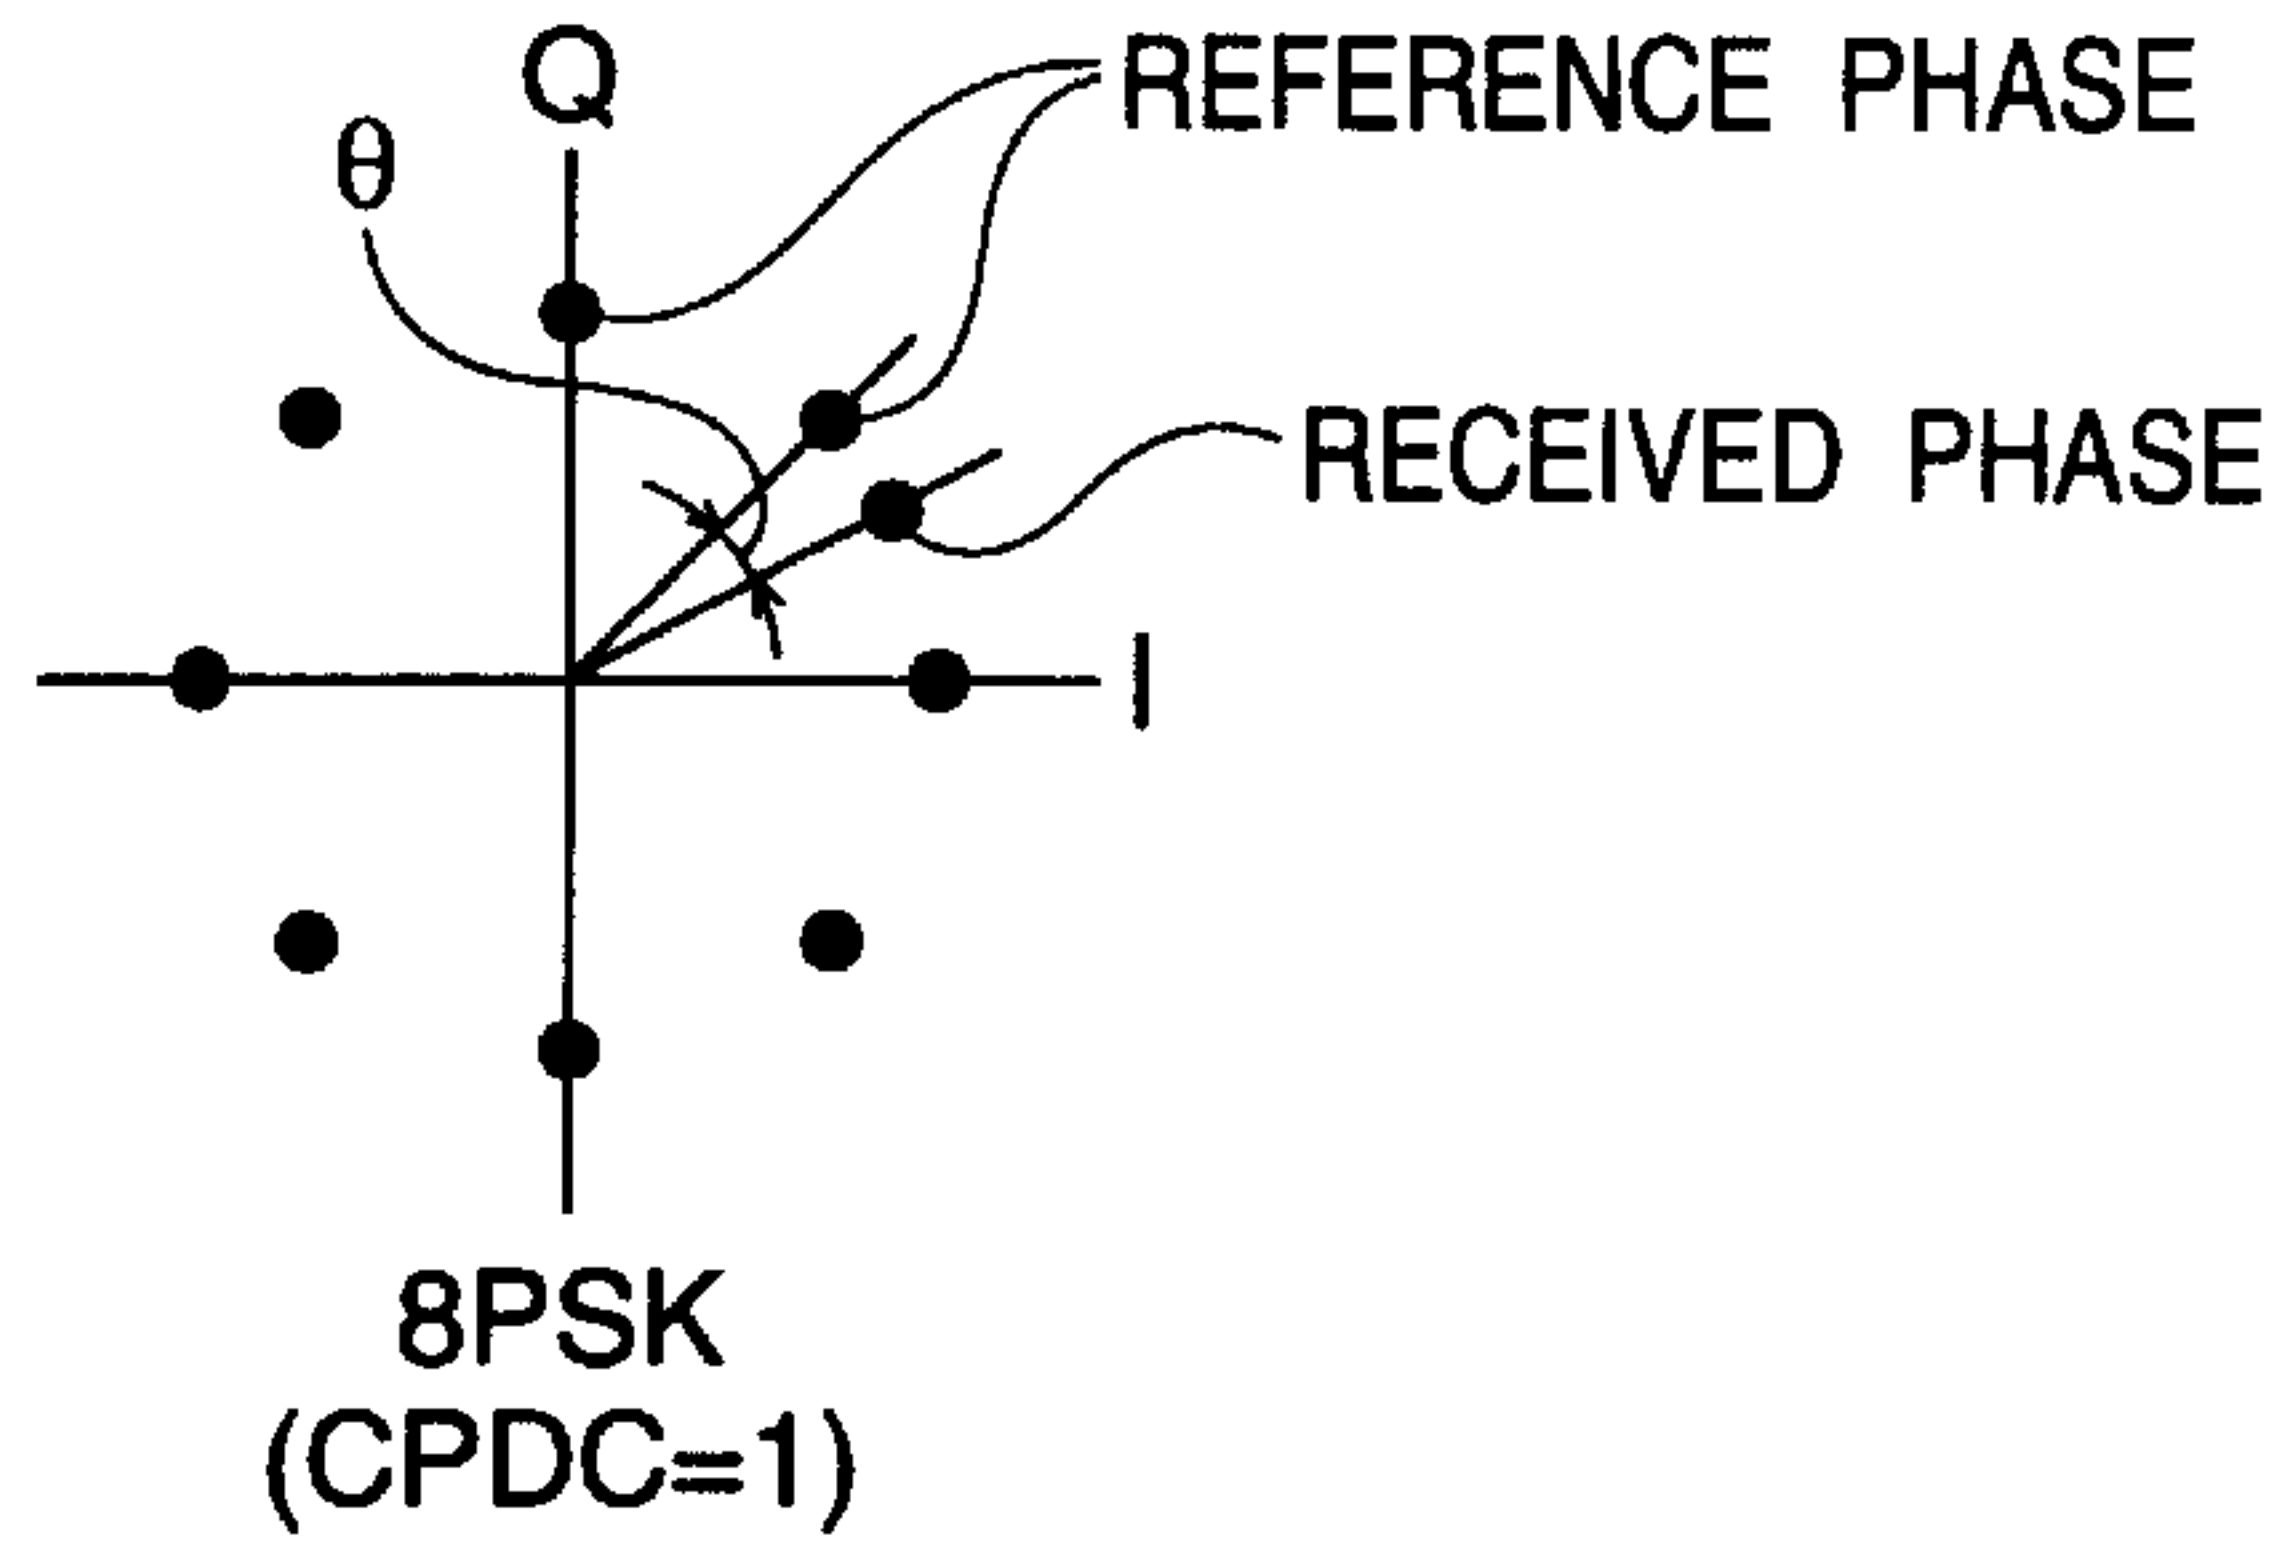 Q
REFERENCE PHASE
θ
RECEIVED PHASE
I
8PSK
(CPDC=1)